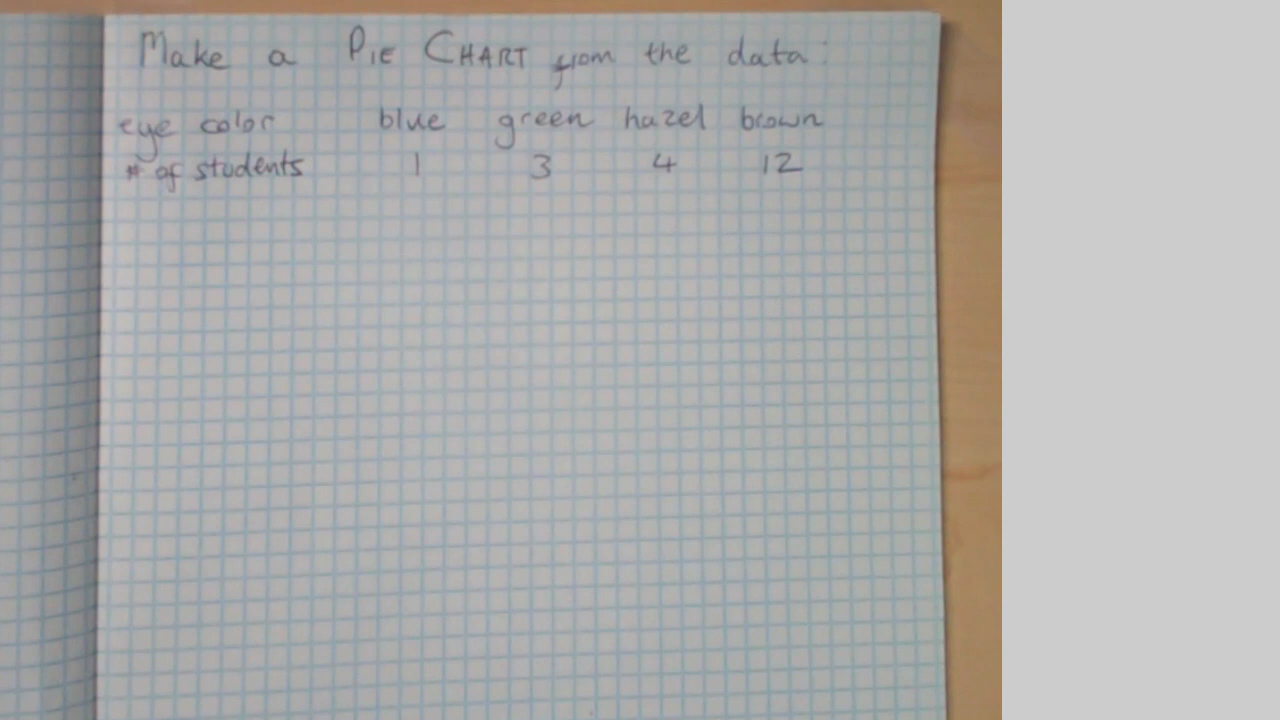 Make a PIE CHART from the data:
eye color blue green hazel brown
# of students 1 3 4 12